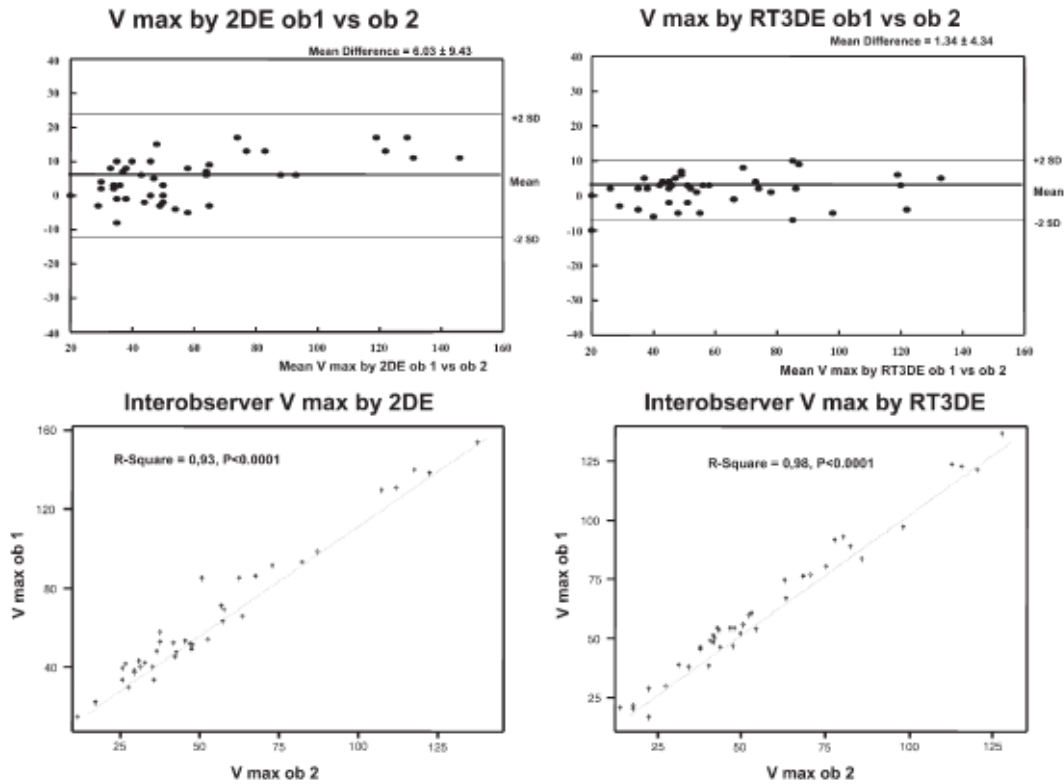 V max by 2DE ob1 vs ob 2
Mean Difference = 6.03 ± 9.43
40
30
+2 SD
20
10
Mean
0
-10
-2 SD
-20
-30
-40
20 40 60 80 100 120 140 160
Mean V max by 2DE ob 1 vs ob 2
V max by RT3DE ob1 vs ob 2
Mean Difference = 1.34 ± 4.34
40
30
20
+2 SD
10
Mean
0
-2 SD
-10
-20
-30
-40
20 40 60 80 100 120 140 160
Mean V max by RT3DE ob 1 vs ob 2
Interobserver V max by 2DE
R-Square = 0,93, P<0.0001
V max ob 1
160
120
80
40
25 50 75 100 125
V max ob 2
Interobserver V max by RT3DE
R-Square = 0,98, P<0.0001
V max ob 1
125
100
75
50
25
25 50 75 100 125
V max ob 2